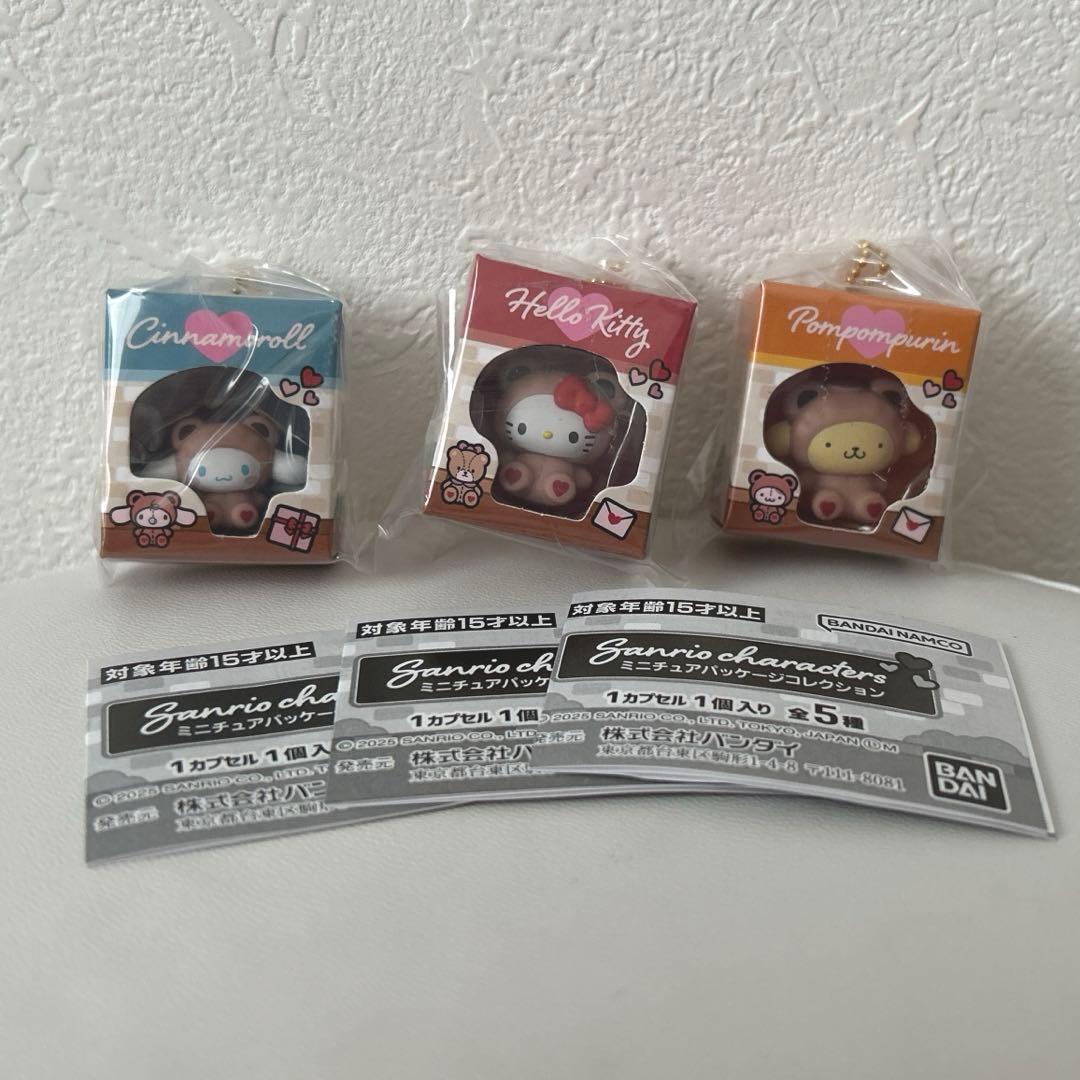 Cinnamoroll
Hello Kitty
Pompompurin
対象年齢15才以上
Sanrio cha
ミニチュアパッケー
1カプセル 1個入
© 2025 SANRIO CO., LTD. T
発売元 株式会社バン
東京都台東区駒
対象年齢15才以上
Sanrio ch
ミニチュアパッケ
1カプセル 1個
© 2025 SANRIO CO., LTD.
発売元 株式会社バ
東京都台東区
対象年齢15才以上
BANDAI NAMCO
Sanrio characters
ミニチュアパッケージコレクション
1カプセル 1個入り 全5種
© 2025 SANRIO CO., LTD. TOKYO, JAPAN Ⓛ M
発売元 株式会社バンダイ
東京都台東区駒形1-4-8 〒111-8081
BAN
DAI